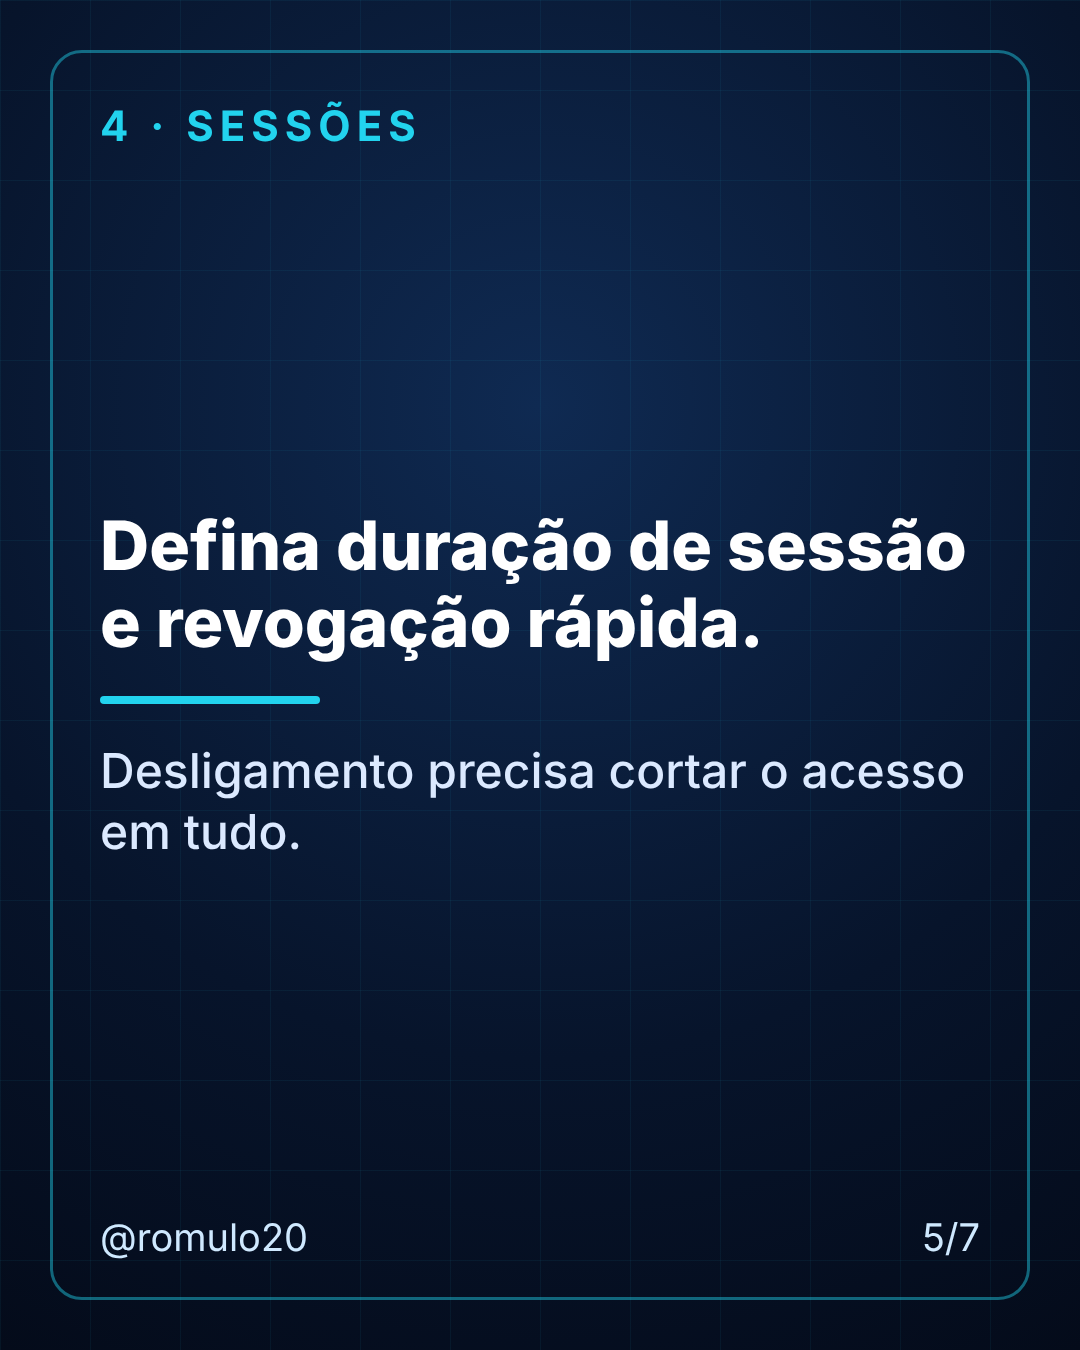 4 · SESSÕES
Defina duração de sessão
e revogação rápida.
Desligamento precisa cortar o acesso
em tudo.
@romulo20
5/7